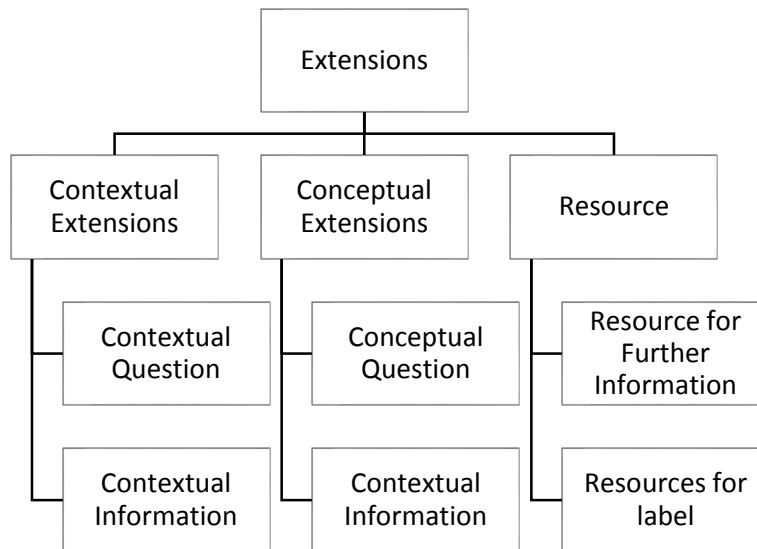 Extensions
Contextual
Extensions
Conceptual
Extensions
Resource
Contextual
Question
Conceptual
Question
Resource for
Further
Information
Contextual
Information
Contextual
Information
Resources for
label